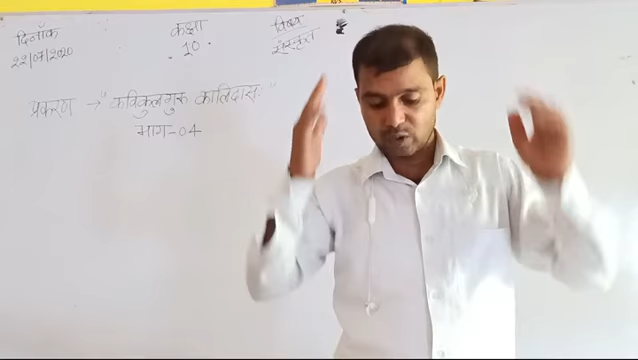 दिनाँक
22/07/2020
कक्षा
10.
विषय
संस्कृत
प्रकरण → "कविकुलगुरु कालिदासः"
भाग-04